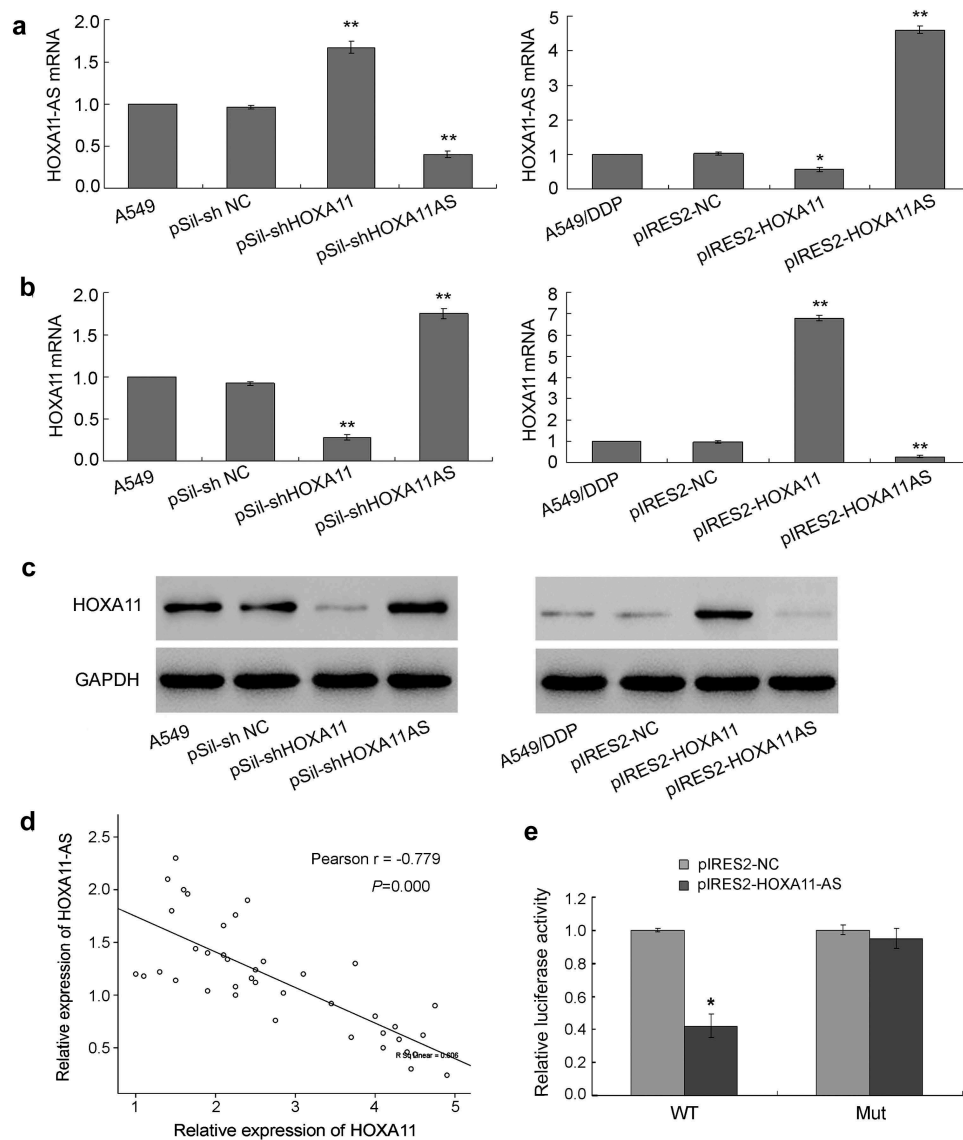 a
HOXA11-AS mRNA
2.0
1.5
1.0
0.5
0.0
**
**
A549
pSil-sh NC
pSil-shHOXA11
pSil-shHOXA11AS
HOXA11-AS mRNA
5
4
3
2
1
0
*
**
A549/DDP
pIRES2-NC
pIRES2-HOXA11
pIRES2-HOXA11AS
b
HOXA11 mRNA
2.0
1.5
1.0
0.5
0.0
**
**
A549
pSil-sh NC
pSil-shHOXA11
pSil-shHOXA11AS
HOXA11 mRNA
8
7
6
5
4
3
2
1
0
**
**
A549/DDP
pIRES2-NC
pIRES2-HOXA11
pIRES2-HOXA11AS
c
HOXA11
GAPDH
A549
pSil-sh NC
pSil-shHOXA11
pSil-shHOXA11AS
A549/DDP
pIRES2-NC
pIRES2-HOXA11
pIRES2-HOXA11AS
d
Relative expression of HOXA11-AS
2.5
2.0
1.5
1.0
0.5
Pearson r = -0.779
P=0.000
R Sq Linear = 0.606
1 2 3 4 5
Relative expression of HOXA11
e
pIRES2-NC
pIRES2-HOXA11-AS
Relative luciferase activity
1.2
1.0
0.8
0.6
0.4
0.2
0.0
*
WT Mut